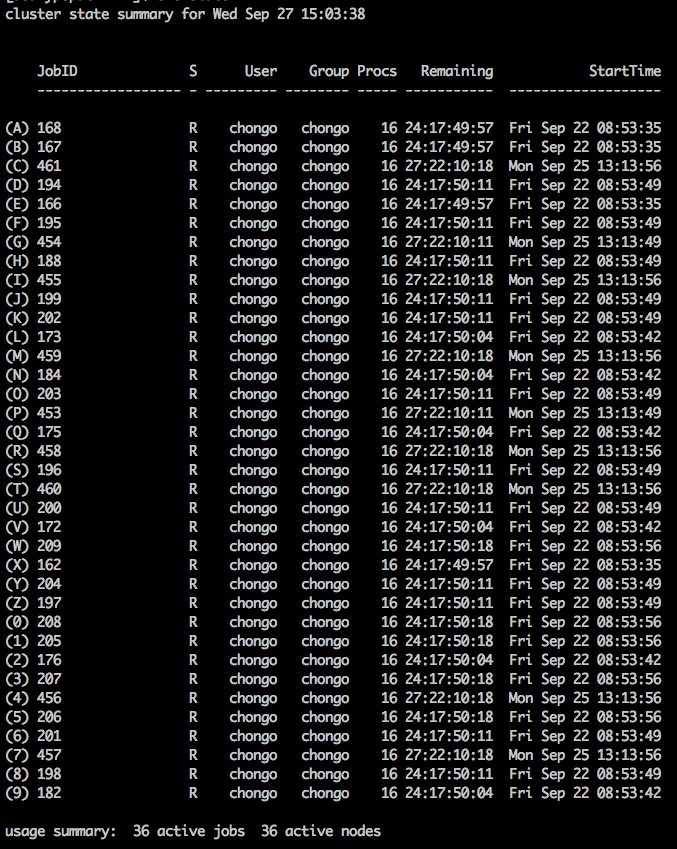 cluster state summary for Wed Sep 27 15:03:38
JobID S User Group Procs Remaining StartTime
------------------ - --------- -------- ----- ----------- -------------------
(A) 168 R chongo chongo 16 24:17:49:57 Fri Sep 22 08:53:35
(B) 167 R chongo chongo 16 24:17:49:57 Fri Sep 22 08:53:35
(C) 461 R chongo chongo 16 27:22:10:18 Mon Sep 25 13:13:56
(D) 194 R chongo chongo 16 24:17:50:11 Fri Sep 22 08:53:49
(E) 166 R chongo chongo 16 24:17:49:57 Fri Sep 22 08:53:35
(F) 195 R chongo chongo 16 24:17:50:11 Fri Sep 22 08:53:49
(G) 454 R chongo chongo 16 27:22:10:11 Mon Sep 25 13:13:49
(H) 188 R chongo chongo 16 24:17:50:11 Fri Sep 22 08:53:49
(I) 455 R chongo chongo 16 27:22:10:18 Mon Sep 25 13:13:56
(J) 199 R chongo chongo 16 24:17:50:11 Fri Sep 22 08:53:49
(K) 202 R chongo chongo 16 24:17:50:11 Fri Sep 22 08:53:49
(L) 173 R chongo chongo 16 24:17:50:04 Fri Sep 22 08:53:42
(M) 459 R chongo chongo 16 27:22:10:18 Mon Sep 25 13:13:56
(N) 184 R chongo chongo 16 24:17:50:04 Fri Sep 22 08:53:42
(O) 203 R chongo chongo 16 24:17:50:11 Fri Sep 22 08:53:49
(P) 453 R chongo chongo 16 27:22:10:11 Mon Sep 25 13:13:49
(Q) 175 R chongo chongo 16 24:17:50:04 Fri Sep 22 08:53:42
(R) 458 R chongo chongo 16 27:22:10:18 Mon Sep 25 13:13:56
(S) 196 R chongo chongo 16 24:17:50:11 Fri Sep 22 08:53:49
(T) 460 R chongo chongo 16 27:22:10:18 Mon Sep 25 13:13:56
(U) 200 R chongo chongo 16 24:17:50:11 Fri Sep 22 08:53:49
(V) 172 R chongo chongo 16 24:17:50:04 Fri Sep 22 08:53:42
(W) 209 R chongo chongo 16 24:17:50:18 Fri Sep 22 08:53:56
(X) 162 R chongo chongo 16 24:17:49:57 Fri Sep 22 08:53:35
(Y) 204 R chongo chongo 16 24:17:50:11 Fri Sep 22 08:53:49
(Z) 197 R chongo chongo 16 24:17:50:11 Fri Sep 22 08:53:49
(0) 208 R chongo chongo 16 24:17:50:18 Fri Sep 22 08:53:56
(1) 205 R chongo chongo 16 24:17:50:18 Fri Sep 22 08:53:56
(2) 176 R chongo chongo 16 24:17:50:04 Fri Sep 22 08:53:42
(3) 207 R chongo chongo 16 24:17:50:18 Fri Sep 22 08:53:56
(4) 456 R chongo chongo 16 27:22:10:18 Mon Sep 25 13:13:56
(5) 206 R chongo chongo 16 24:17:50:18 Fri Sep 22 08:53:56
(6) 201 R chongo chongo 16 24:17:50:11 Fri Sep 22 08:53:49
(7) 457 R chongo chongo 16 27:22:10:18 Mon Sep 25 13:13:56
(8) 198 R chongo chongo 16 24:17:50:11 Fri Sep 22 08:53:49
(9) 182 R chongo chongo 16 24:17:50:04 Fri Sep 22 08:53:42
usage summary: 36 active jobs 36 active nodes